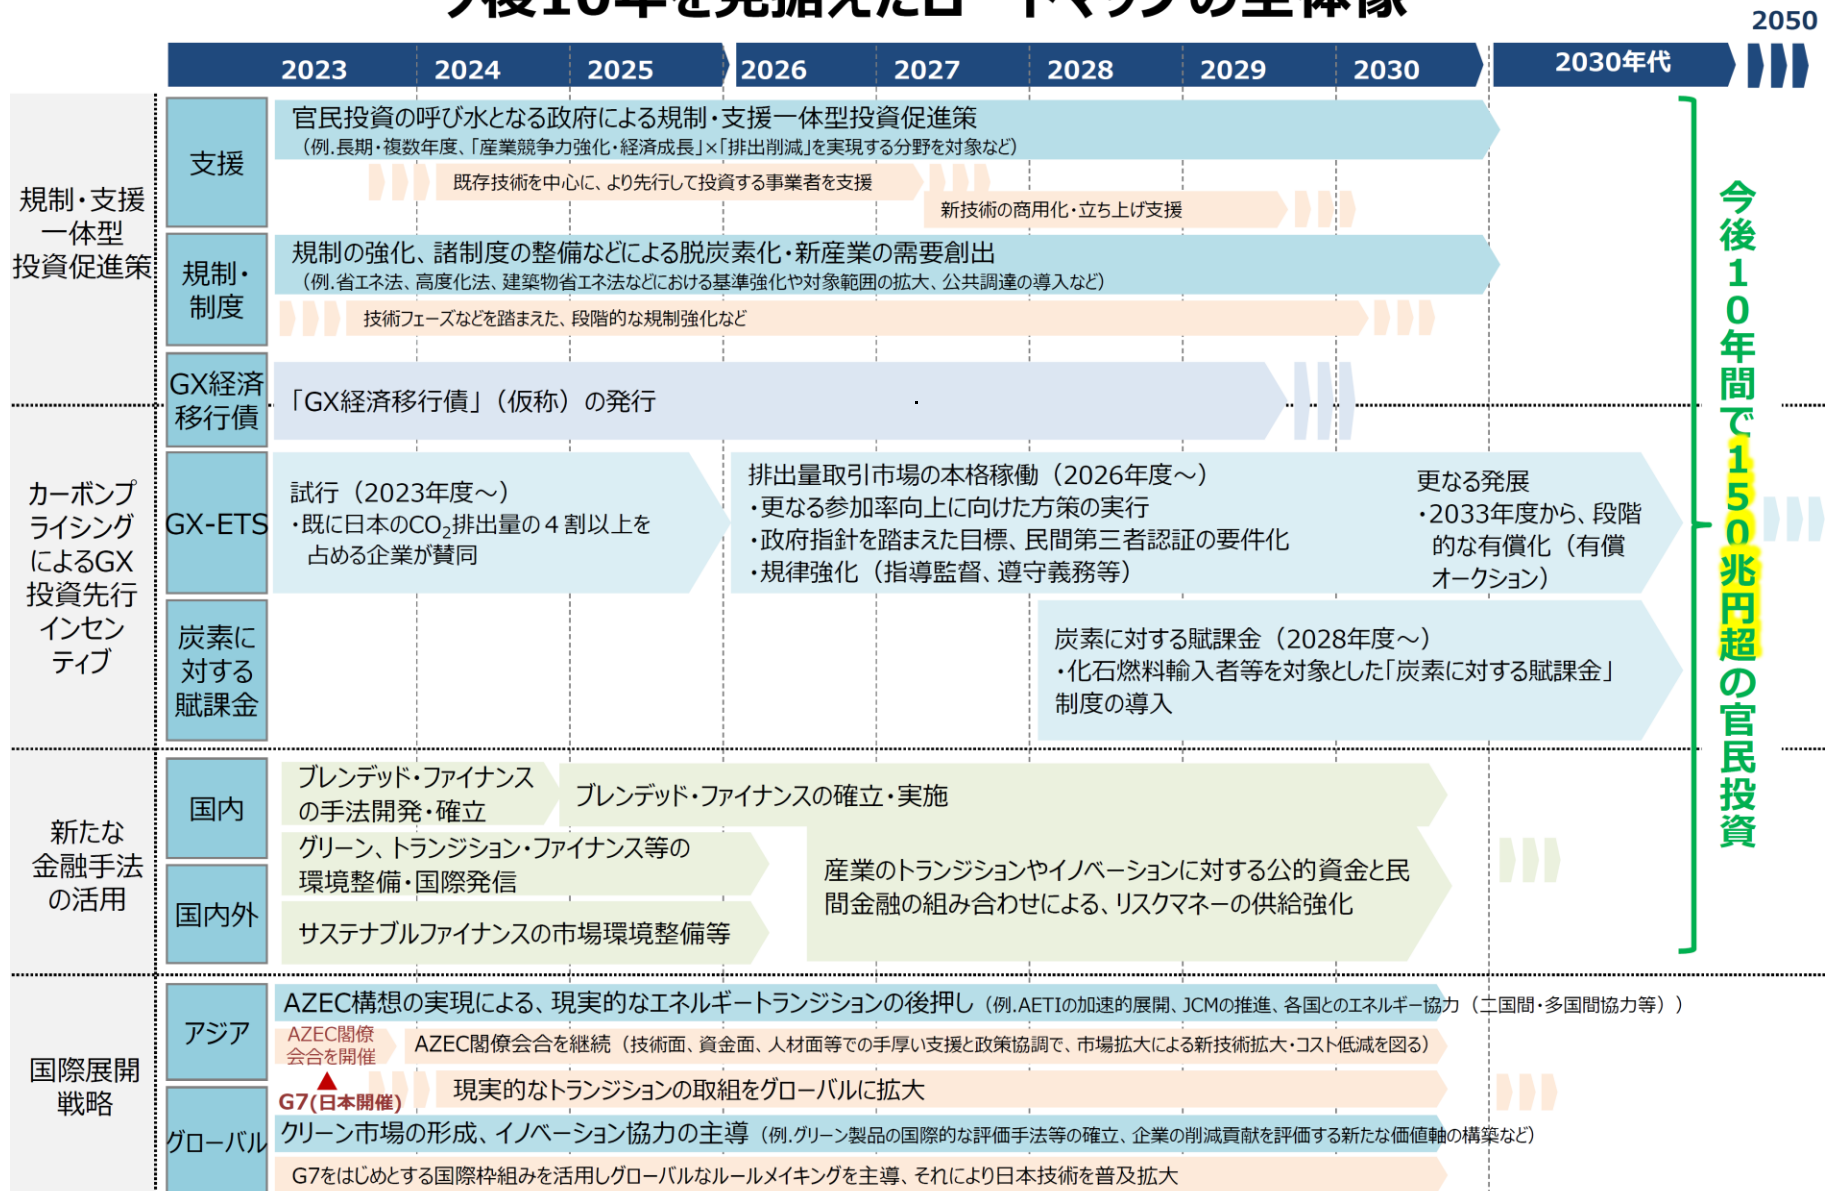 今後10年を見据えたロードマップの全体像
2050
2023 2024 2025 2026 2027 2028 2029 2030 2030年代
規制・支援
一体型
投資促進策
支援
官民投資の呼び水となる政府による規制・支援一体型投資促進策
（例.長期・複数年度、「産業競争力強化・経済成長」×「排出削減」を実現する分野を対象など）
既存技術を中心に、より先行して投資する事業者を支援
新技術の商用化・立ち上げ支援
規制・
制度
規制の強化、諸制度の整備などによる脱炭素化・新産業の需要創出
（例.省エネ法、高度化法、建築物省エネ法などにおける基準強化や対象範囲の拡大、公共調達の導入など）
技術フェーズなどを踏まえた、段階的な規制強化など
GX経済
移行債
「GX経済移行債」（仮称）の発行
カーボンプ
ライシング
によるGX
投資先行
インセン
ティブ
GX-ETS
試行（2023年度～）
・既に日本のCO2排出量の４割以上を
占める企業が賛同
排出量取引市場の本格稼働（2026年度～）
・更なる参加率向上に向けた方策の実行
・政府指針を踏まえた目標、民間第三者認証の要件化
・規律強化（指導監督、遵守義務等）
更なる発展
・2033年度から、段階
的な有償化（有償
オークション）
炭素に
対する
賦課金
炭素に対する賦課金（2028年度～）
・化石燃料輸入者等を対象とした「炭素に対する賦課金」
制度の導入
新たな
金融手法
の活用
国内
ブレンデッド・ファイナンス
の手法開発・確立
ブレンデッド・ファイナンスの確立・実施
国内外
グリーン、トランジション・ファイナンス等の
環境整備・国際発信
サステナブルファイナンスの市場環境整備等
産業のトランジションやイノベーションに対する公的資金と民
間金融の組み合わせによる、リスクマネーの供給強化
国際展開
戦略
アジア
AZEC構想の実現による、現実的なエネルギートランジションの後押し（例.AETIの加速的展開、JCMの推進、各国とのエネルギー協力（二国間・多国間協力等））
AZEC閣僚
会合を開催
AZEC閣僚会合を継続（技術面、資金面、人材面等での手厚い支援と政策協調で、市場拡大による新技術拡大・コスト低減を図る）
G7(日本開催)
現実的なトランジションの取組をグローバルに拡大
グローバル
クリーン市場の形成、イノベーション協力の主導（例.グリーン製品の国際的な評価手法等の確立、企業の削減貢献を評価する新たな価値軸の構築など）
G7をはじめとする国際枠組みを活用しグローバルなルールメイキングを主導、それにより日本技術を普及拡大
今後10年間で150兆円超の官民投資